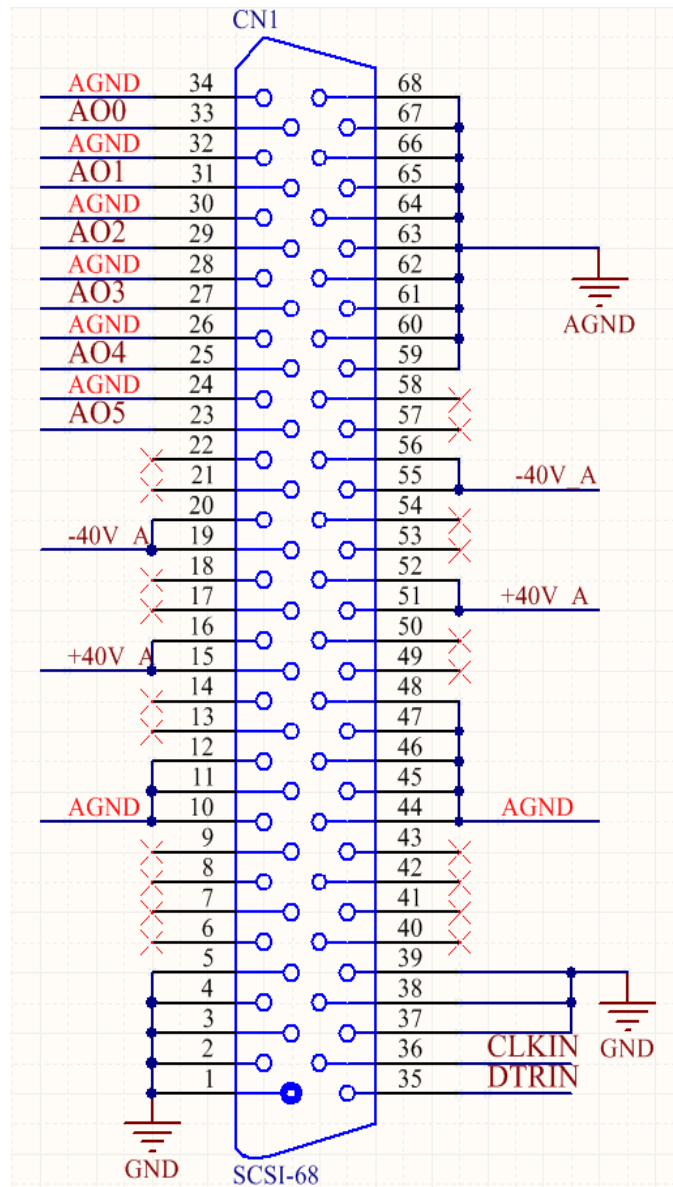 CN1
AGND 34 68
AO0 33 67
AGND 32 66
AO1 31 65
AGND 30 64
AO2 29 63
AGND 28 62
AO3 27 61
AGND 26 60
AGND
AO4 25 59
AGND 24 58
AO5 23 57
22 56
21 55 -40V_A
20 54
-40V_A 19 53
18 52
17 51 +40V_A
16 50
+40V_A 15 49
14 48
13 47
12 46
11 45
AGND 10 44 AGND
9 43
8 42
7 41
6 40
5 39
4 38
3 37
2 36 CLKIN GND
1 35 DTRIN
GND
SCSI-68